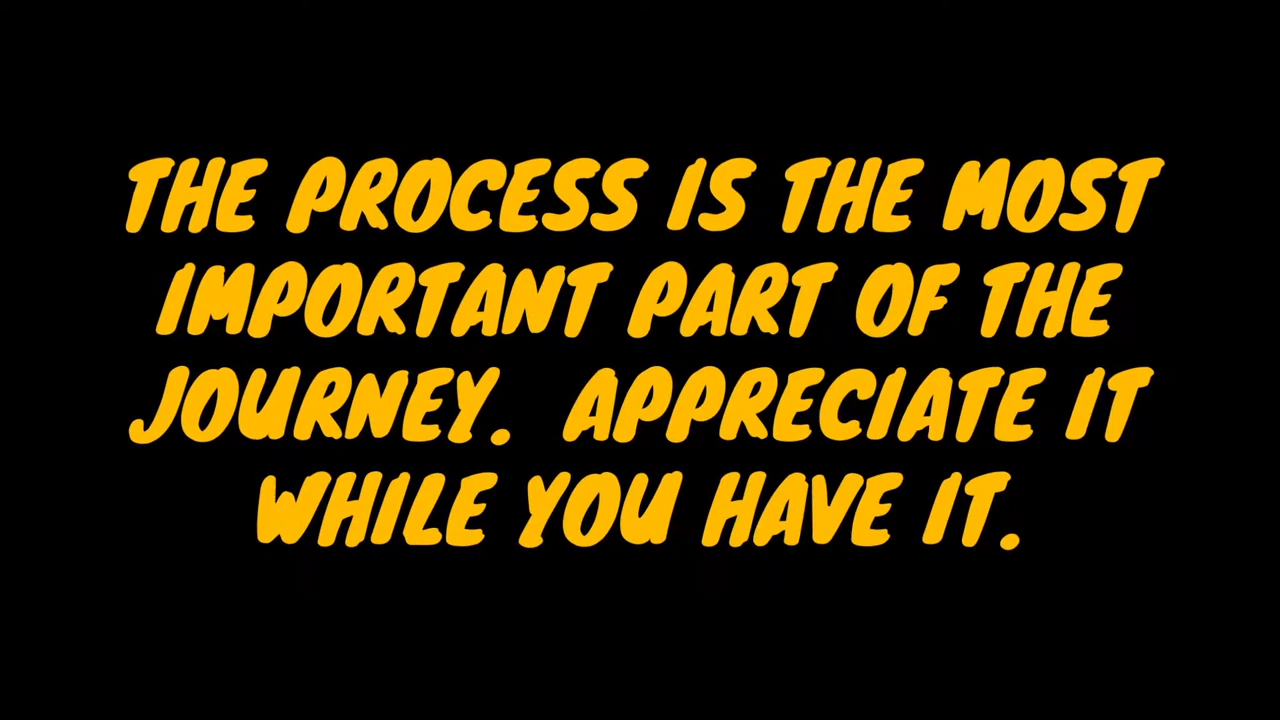 THE PROCESS IS THE MOST
IMPORTANT PART OF THE
JOURNEY. APPRECIATE IT
WHILE YOU HAVE IT.